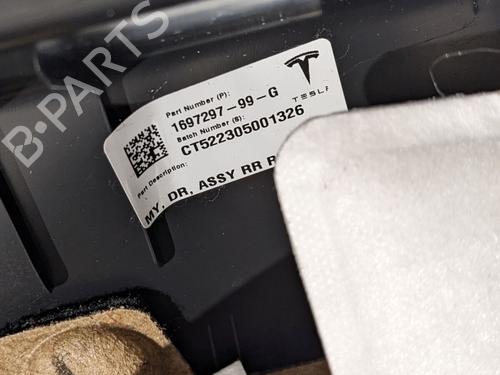 B-PARTS
Part Number (P):
1697297-99-G
Batch Number (S):
CT522305001326
Part Description:
MY, DR, ASSY RR
TESLA